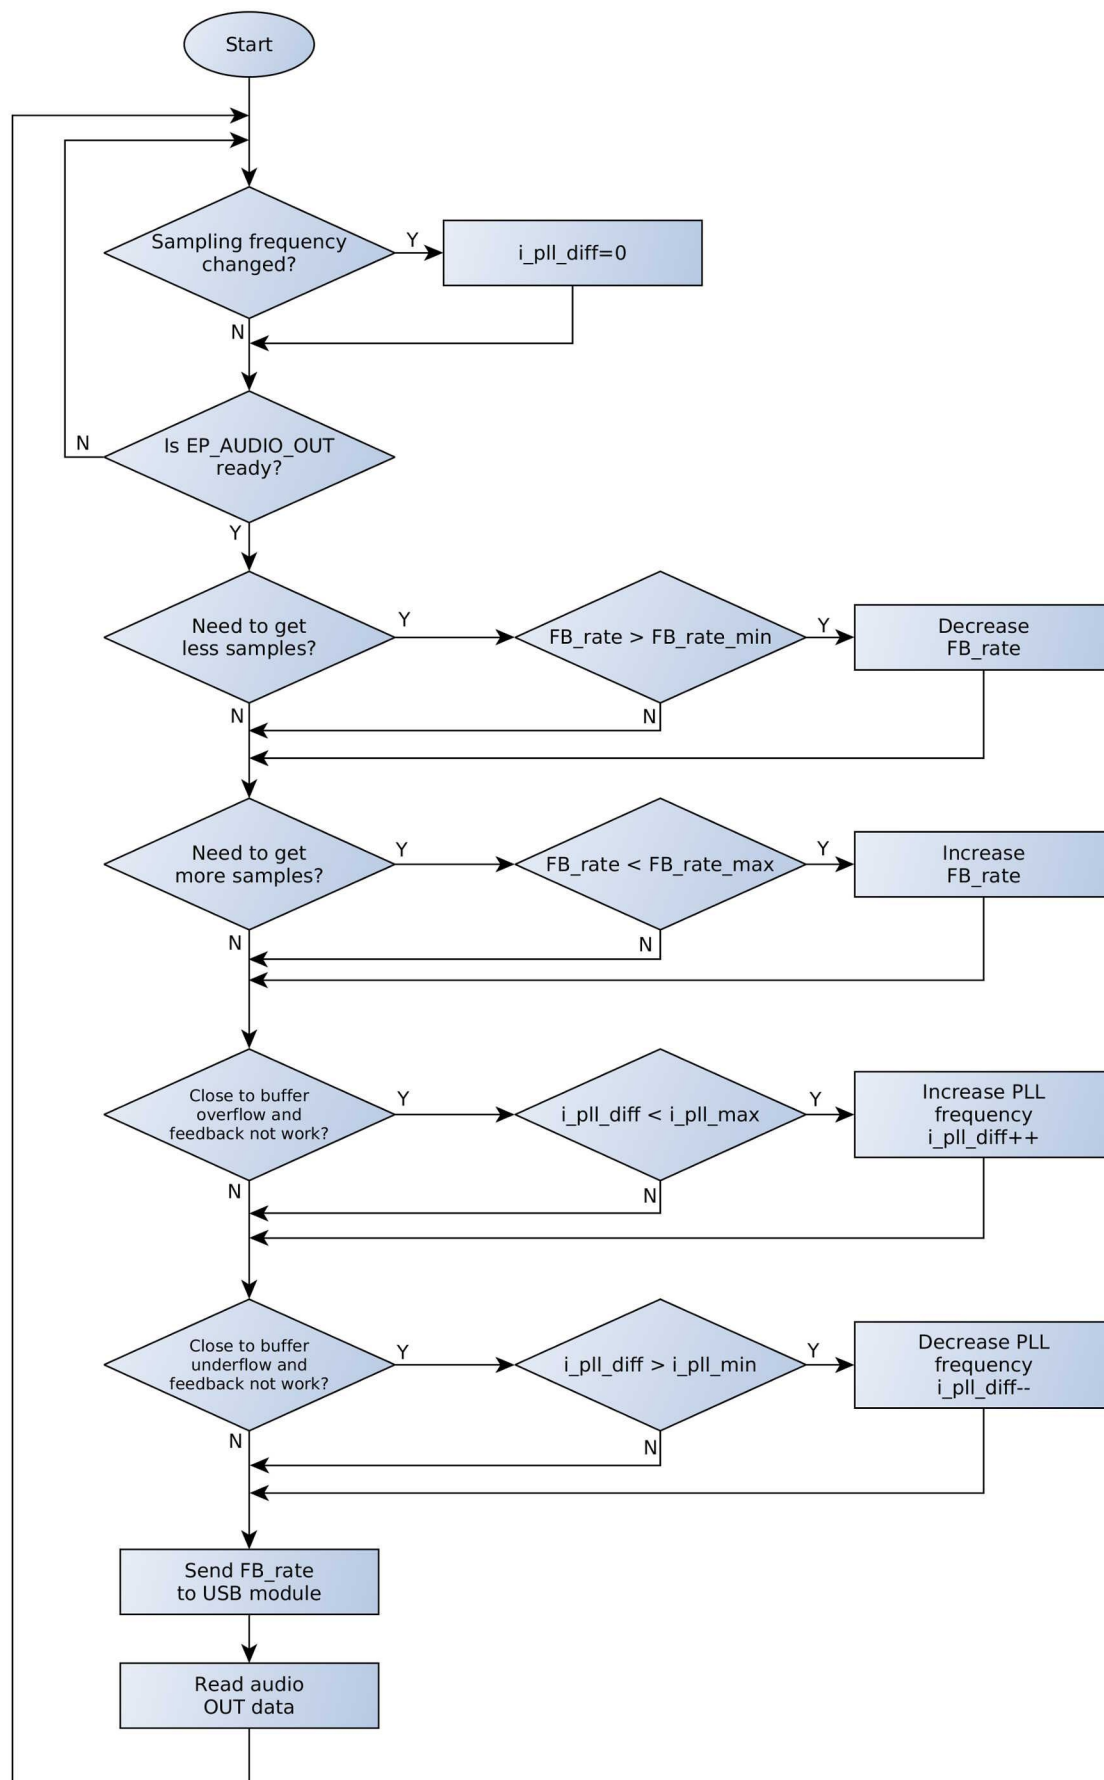 Start
Sampling frequency
changed?
Y
i_pll_diff=0
N
Is EP_AUDIO_OUT
ready?
N
Y
Need to get
less samples?
Y
FB_rate > FB_rate_min
Y
Decrease
FB_rate
N
N
Need to get
more samples?
Y
FB_rate < FB_rate_max
Y
Increase
FB_rate
N
N
Close to buffer
overflow and
feedback not work?
Y
i_pll_diff < i_pll_max
Y
Increase PLL
frequency
i_pll_diff++
N
N
Close to buffer
underflow and
feedback not work?
Y
i_pll_diff > i_pll_min
Y
Decrease PLL
frequency
i_pll_diff--
N
N
Send FB_rate
to USB module
Read audio
OUT data